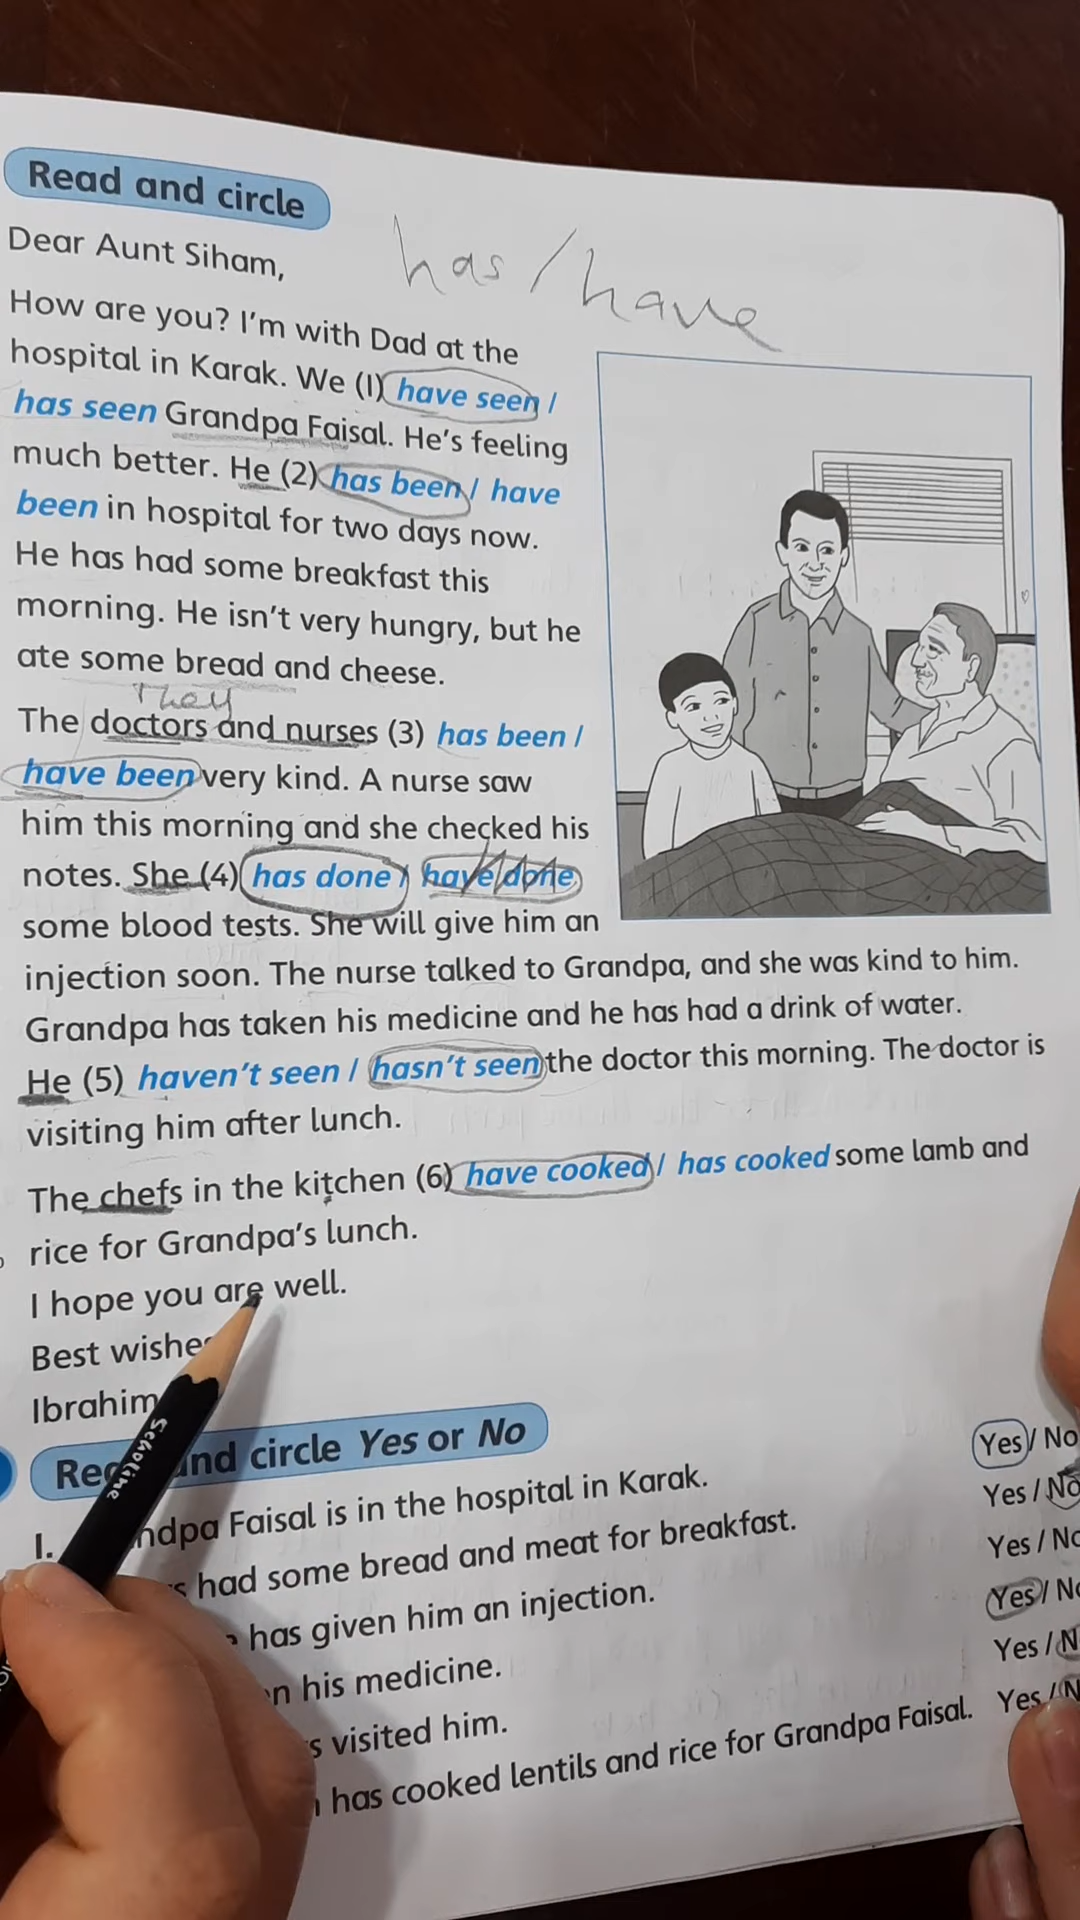 Read and circle
has / have
Dear Aunt Siham,
How are you? I'm with Dad at the
hospital in Karak. We (1) have seen /
has seen Grandpa Faisal. He's feeling
much better. He (2) has been / have
been in hospital for two days now.
He has had some breakfast this
morning. He isn't very hungry, but he
ate some bread and cheese.
They
The doctors and nurses (3) has been /
have been very kind. A nurse saw
him this morning and she checked his
notes. She (4) has done / have done
some blood tests. She will give him an
injection soon. The nurse talked to Grandpa, and she was kind to him.
Grandpa has taken his medicine and he has had a drink of water.
He (5) haven't seen / hasn't seen the doctor this morning. The doctor is
visiting him after lunch.
The chefs in the kitchen (6) have cooked / has cooked some lamb and
rice for Grandpa's lunch.
I hope you are well.
Best
Ibrahim
and circle Yes or No
1. Faisal is in the hospital in Karak. Yes / No
had some bread and meat for breakfast. Yes / No
has given him an injection. Yes /
his medicine. Yes /
visited him. Yes /
has cooked lentils and rice for Grandpa Faisal. Yes /
Scholine